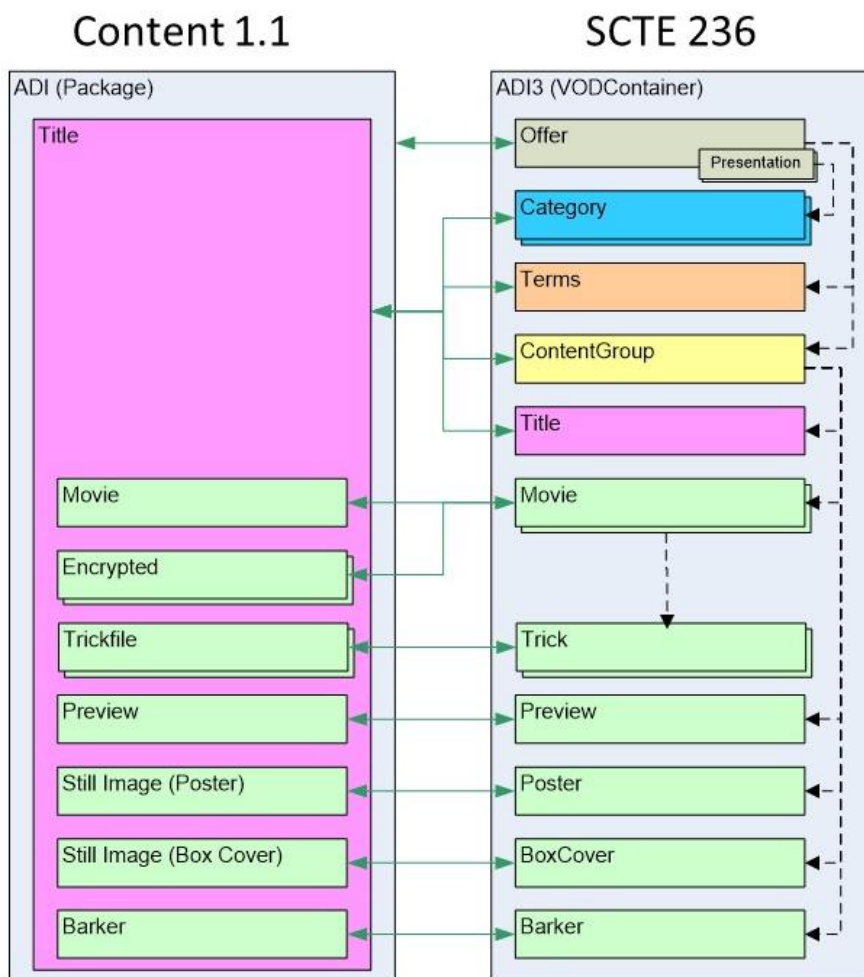 Content 1.1
SCTE 236
ADI (Package)
Title
Movie
Encrypted
Trickfile
Preview
Still Image (Poster)
Still Image (Box Cover)
Barker
ADI3 (VODContainer)
Offer
Presentation
Category
Terms
ContentGroup
Title
Movie
Trick
Preview
Poster
BoxCover
Barker